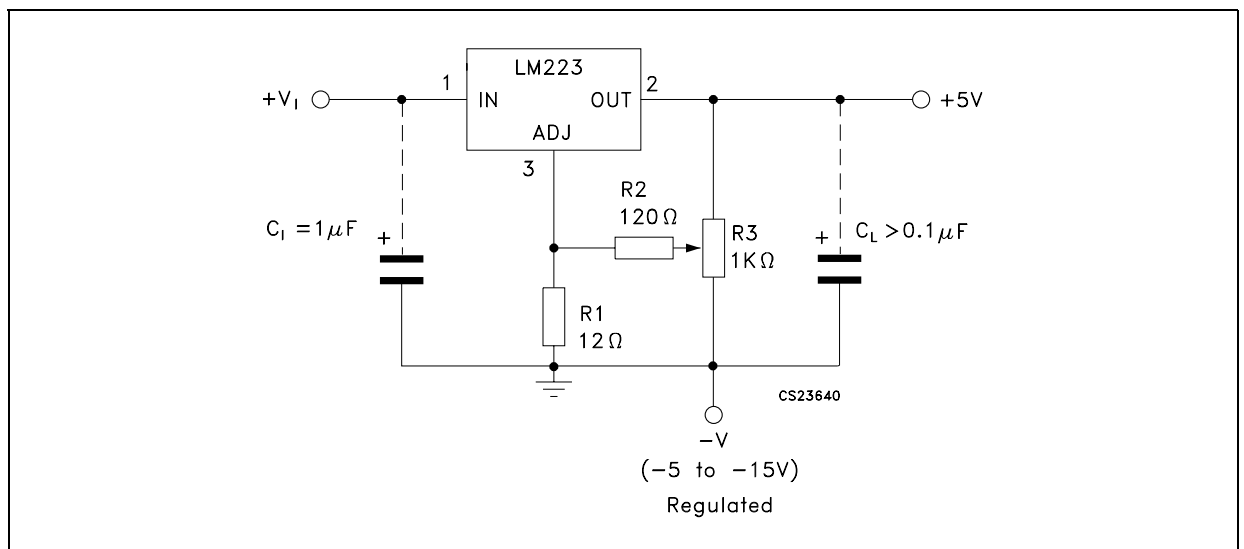 LM223
1
2
+V_I
IN
OUT
+5V
ADJ
3
R2
120Ω
C_I =1μF
+
R3
1KΩ
+
C_L >0.1μF
R1
12Ω
CS23640
-V
(-5 to -15V)
Regulated